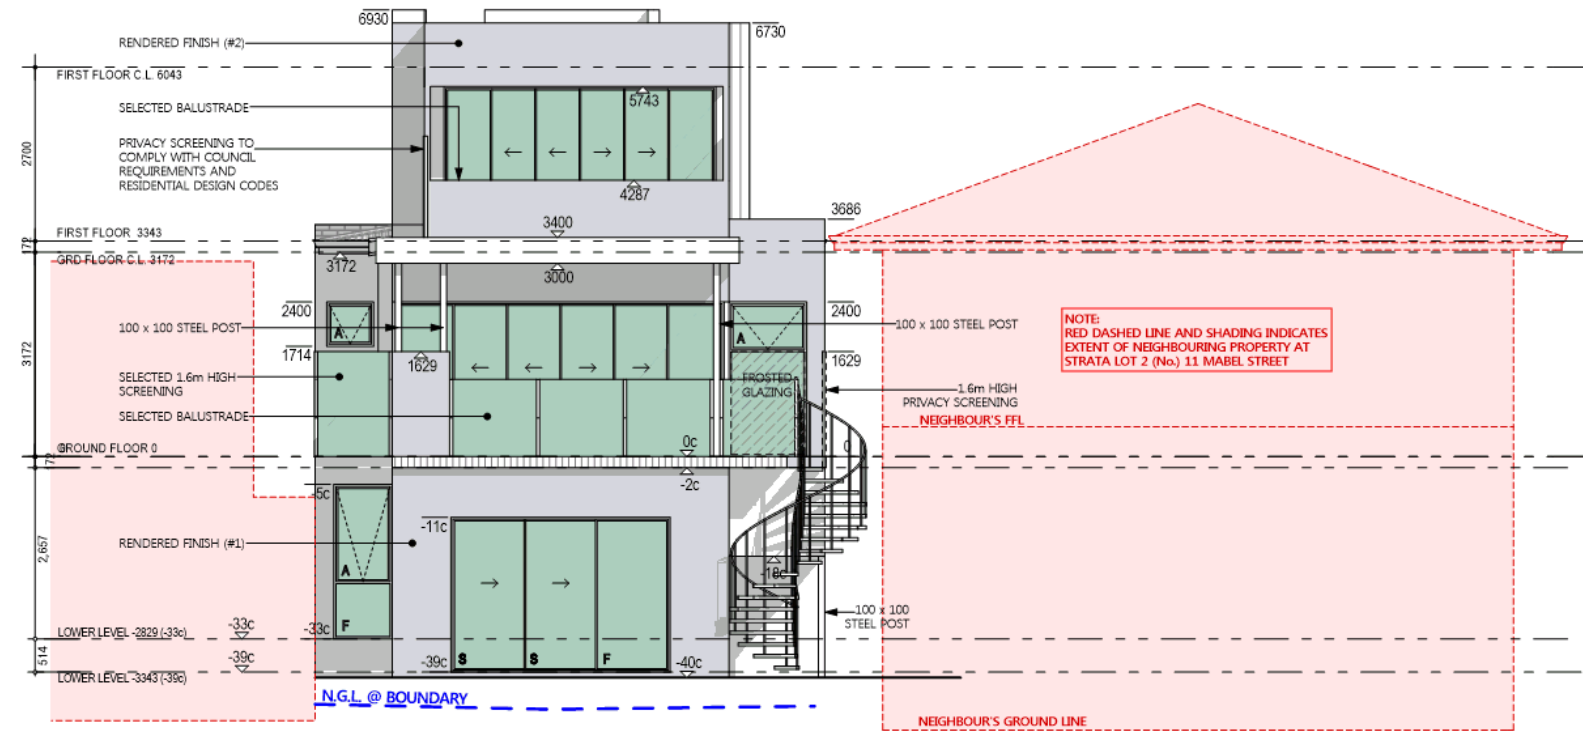 6930
6730
RENDERED FINISH (#2)
FIRST FLOOR C.L. 6043
SELECTED BALUSTRADE
5743
PRIVACY SCREENING TO
COMPLY WITH COUNCIL
REQUIREMENTS AND
RESIDENTIAL DESIGN CODES
2700
4287
3686
3400
FIRST FLOOR 3343
172
GRD FLOOR C.L. 3172
3172
3000
2400
2400
100 x 100 STEEL POST
A
A
100 x 100 STEEL POST
NOTE:
RED DASHED LINE AND SHADING INDICATES
EXTENT OF NEIGHBOURING PROPERTY AT
STRATA LOT 2 (No.) 11 MABEL STREET
3172
1714
1629
1629
SELECTED 1.6m HIGH
SCREENING
FROSTED
GLAZING
1.6m HIGH
PRIVACY SCREENING
SELECTED BALUSTRADE
NEIGHBOUR'S FFL
GROUND FLOOR 0
0c
0
-2c
-5c
-11c
RENDERED FINISH (#1)
2,657
A
-18c
F
100 x 100
STEEL POST
LOWER LEVEL -2829 (-33c)
-33c
-33c
514
-39c
-39c
S
S
F
-40c
LOWER LEVEL -3343 (-39c)
N.G.L. @ BOUNDARY
NEIGHBOUR'S GROUND LINE